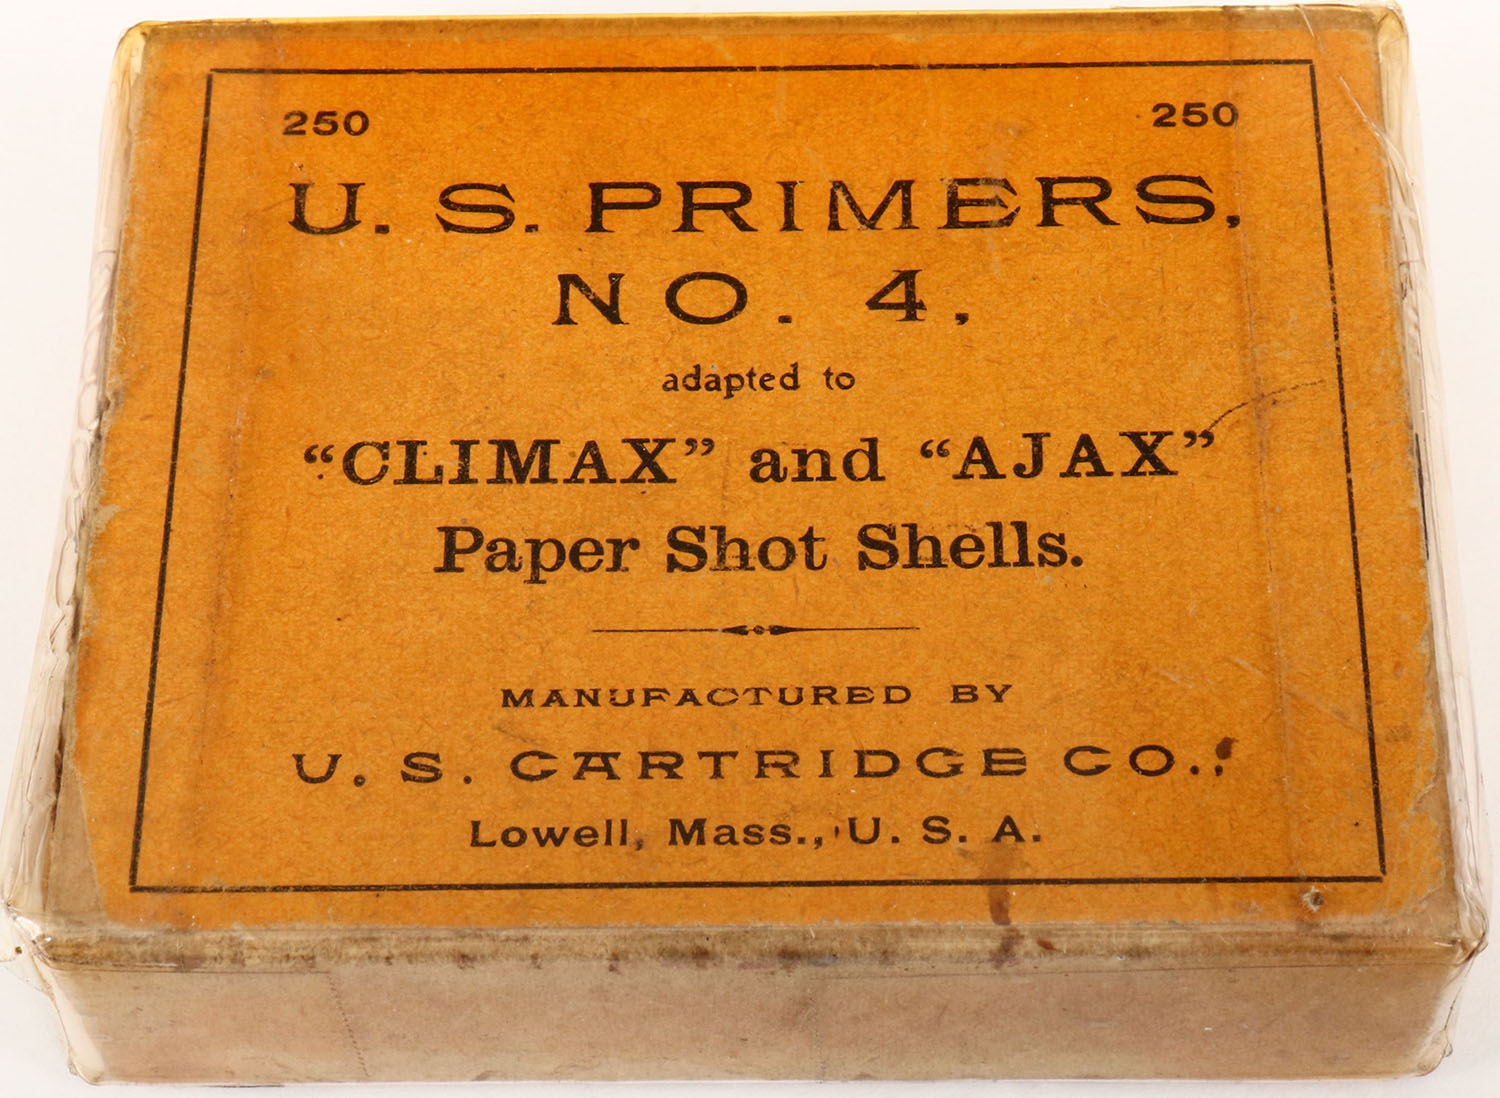 250 250
U. S. PRIMERS,
NO. 4,
adapted to
“CLIMAX” and “AJAX”
Paper Shot Shells.
MANUFACTURED BY
U. S. CARTRIDGE CO.,
Lowell, Mass., U. S. A.